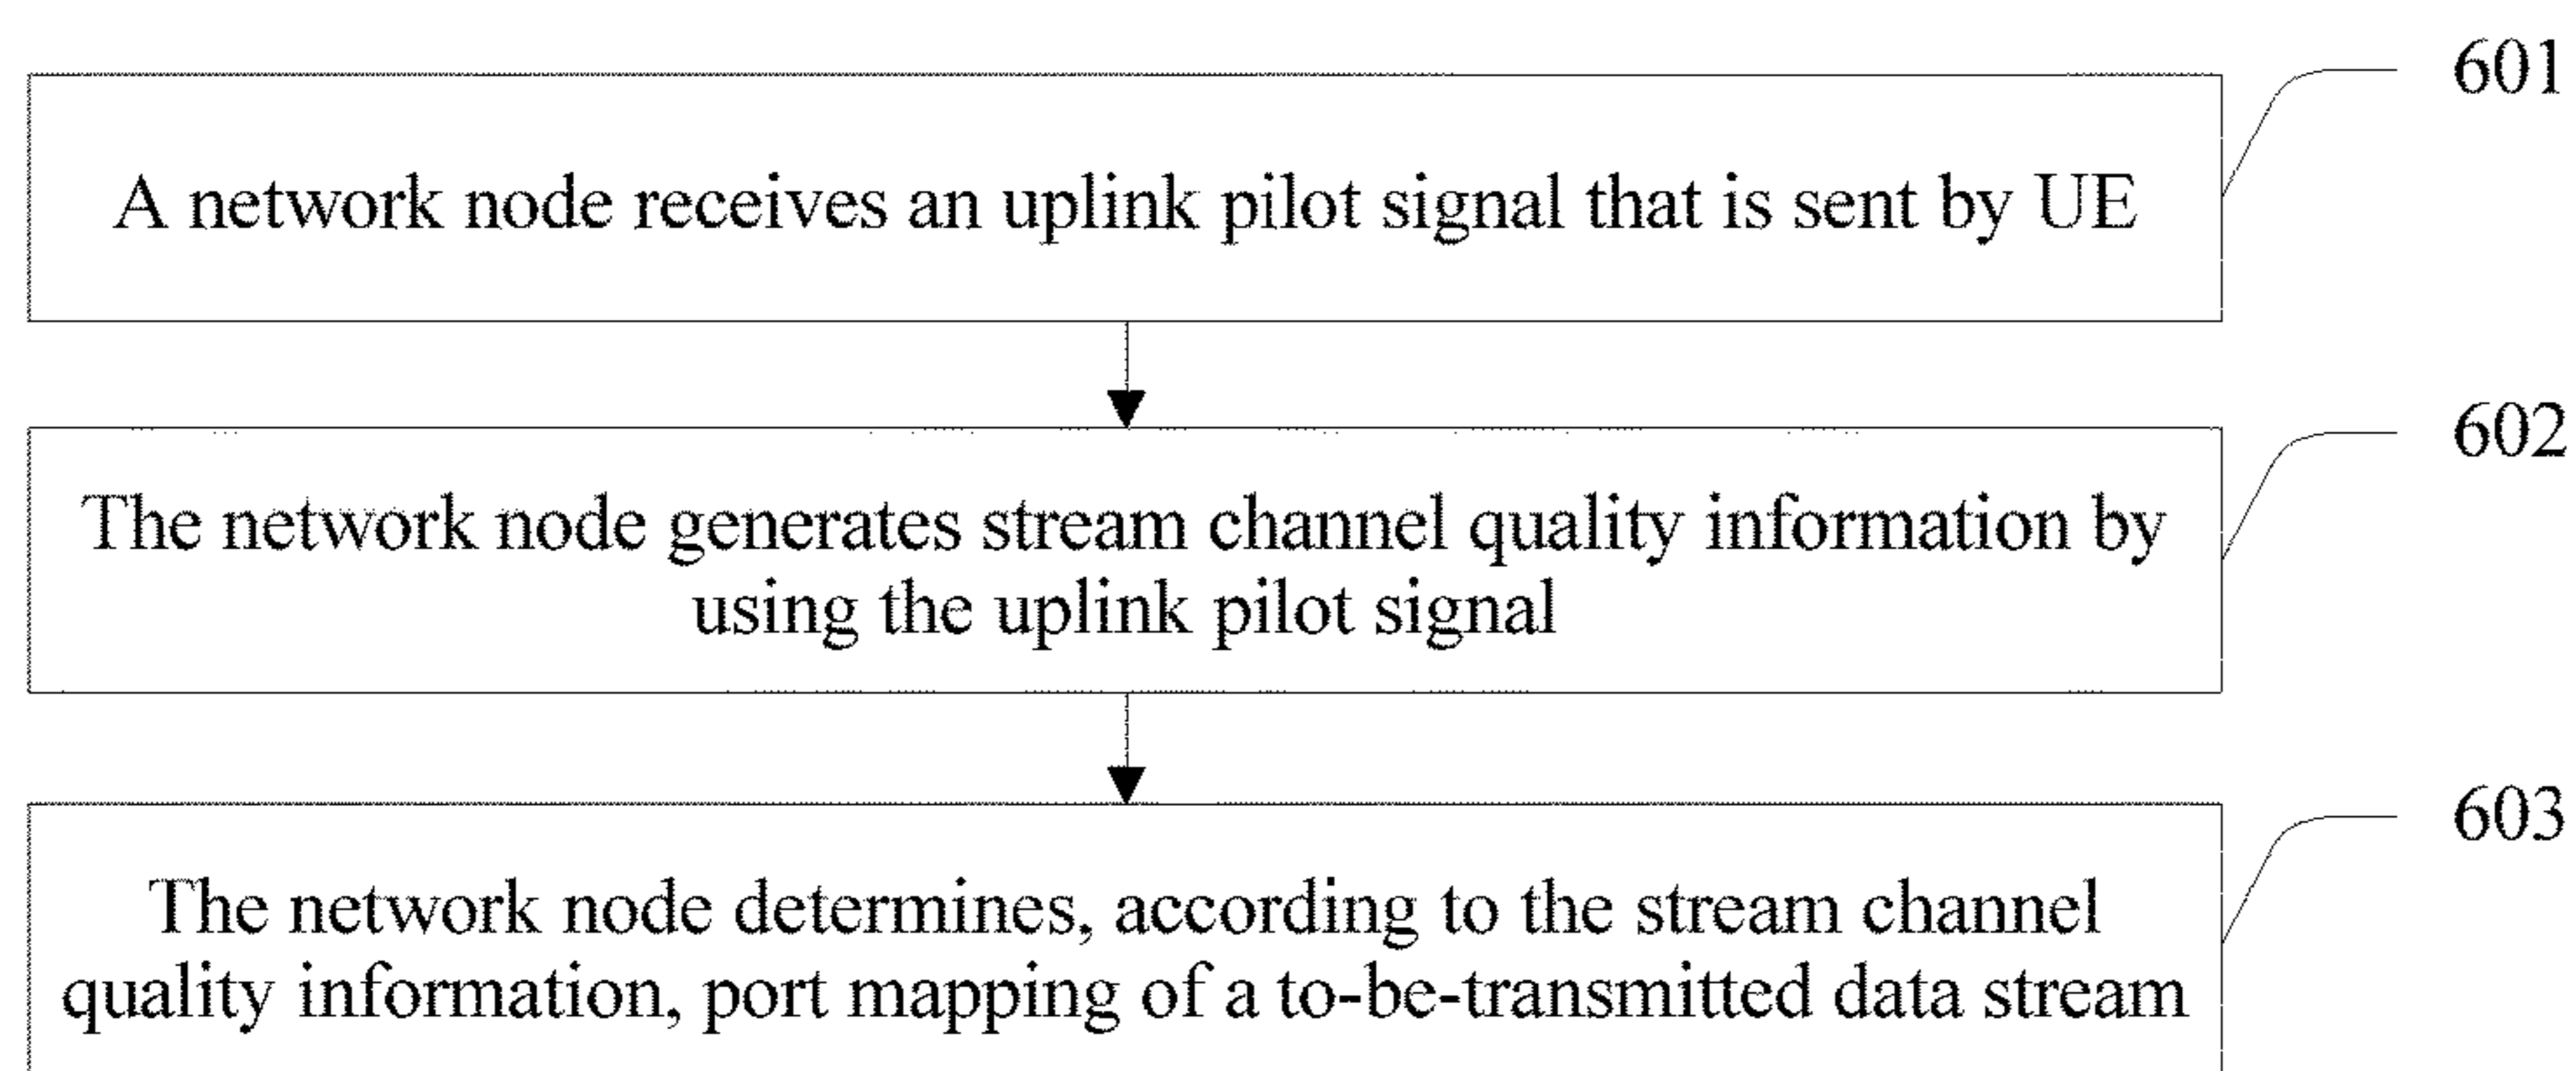 601
A network node receives an uplink pilot signal that is sent by UE
602
The network node generates stream channel quality information by
using the uplink pilot signal
603
The network node determines, according to the stream channel
quality information, port mapping of a to-be-transmitted data stream